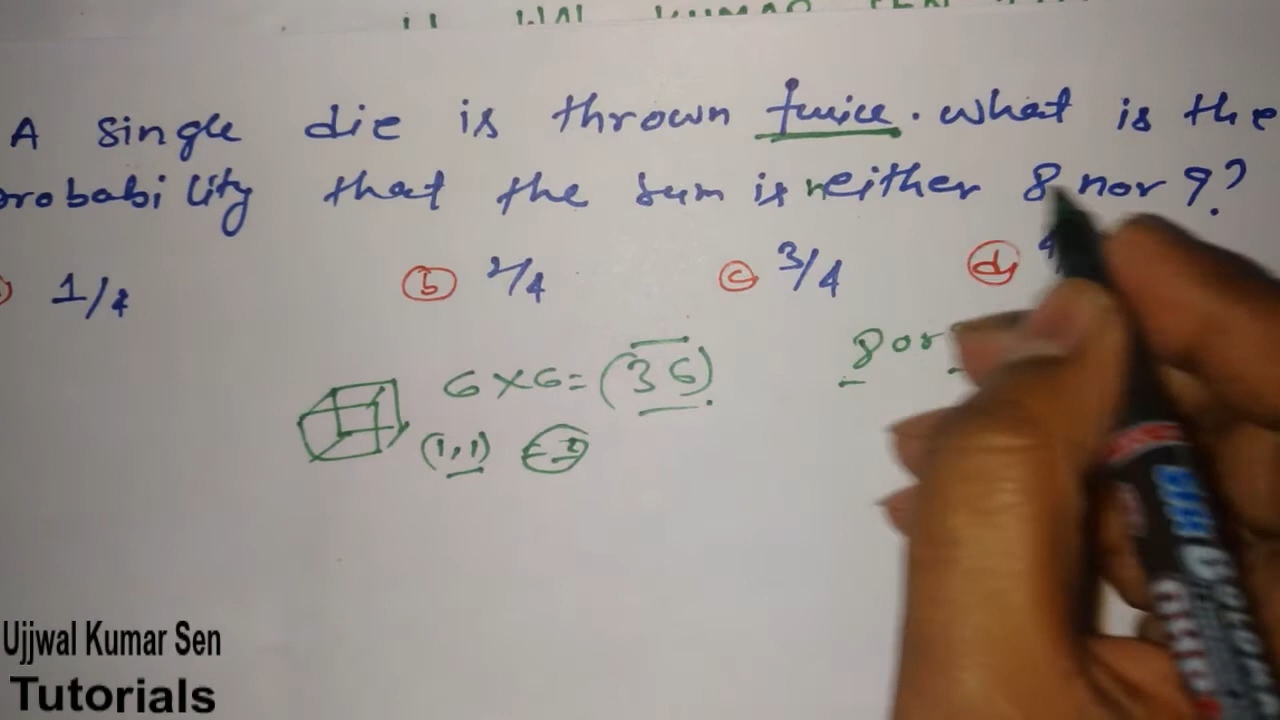 A single die is thrown twice. What is the
probability that the sum is neither 8 nor 9?
1/4 (b) 2/4 (c) 3/4 (d)
6×6=(36) 8 or
(1,1) =2
Ujjwal Kumar Sen
Tutorials